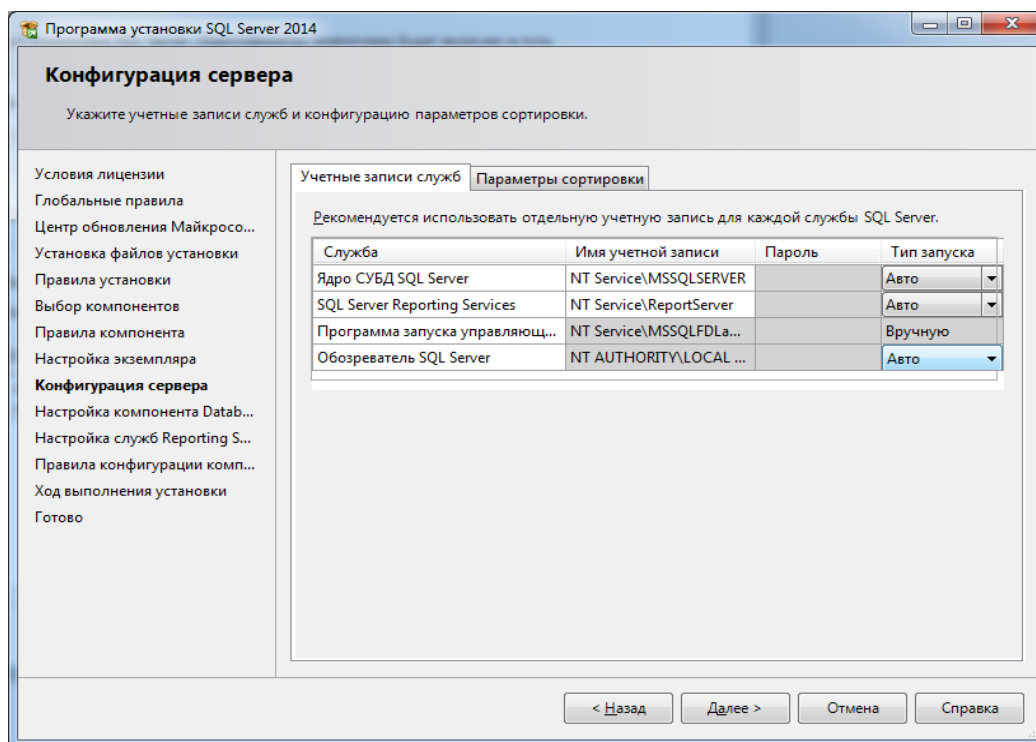 Программа установки SQL Server 2014
Конфигурация сервера
Укажите учетные записи служб и конфигурацию параметров сортировки.
Условия лицензии
Глобальные правила
Центр обновления Майкросо...
Установка файлов установки
Правила установки
Выбор компонентов
Правила компонента
Настройка экземпляра
Конфигурация сервера
Настройка компонента Datab...
Настройка служб Reporting S...
Правила конфигурации комп...
Ход выполнения установки
Готово
Учетные записи служб Параметры сортировки
Рекомендуется использовать отдельную учетную запись для каждой службы SQL Server.
Служба Имя учетной записи Пароль Тип запуска
Ядро СУБД SQL Server NT Service\MSSQLSERVER Авто
SQL Server Reporting Services NT Service\ReportServer Авто
Программа запуска управляющ... NT Service\MSSQLFDLa... Вручную
Обозреватель SQL Server NT AUTHORITY\LOCAL ... Авто
< Назад Далее > Отмена Справка